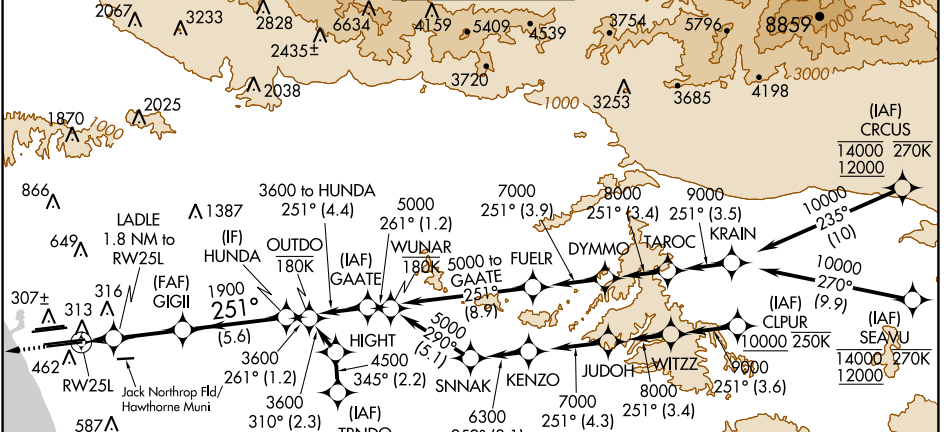 2067
3233
2828
6634
4159
5409
4539
3754
5796
8859
2435±
3720
3000
2038
1000
3253
3685
4198
2025
1870
1000
(IAF)
CRCUS
14000 270K
12000
866
1387
LADLE
1.8 NM to
RW25L
649
(IF)
HUNDA
OUTDO
180K
3600 to HUNDA
251° (4.4)
5000
261° (1.2)
WUNAR
180K
(IAF)
GAATE
7000
251° (3.9)
8000
251° (3.4)
9000
251° (3.5)
10000
235°
(10)
FUELR
DYMMO
TAROC
KRAIN
5000 to
GAATE
251°
(8.9)
10000
270°
(9.9)
307±
313
316
(FAF)
GIGII
1900
251°
(5.6)
462
RW25L
Jack Northrop Fld/
Hawthorne Muni
587
3600
261° (1.2)
3600
310° (2.3)
HIGHT
4500
345° (2.2)
(IAF)
5000
290°
(5.1)
SNNAK
KENZO
JUDOH
WITZZ
(IAF)
CLPUR
10000 250K
(IAF)
SEAVU
14000 270K
12000
6300
7000
251° (4.3)
8000
251° (3.4)
9000
251° (3.6)